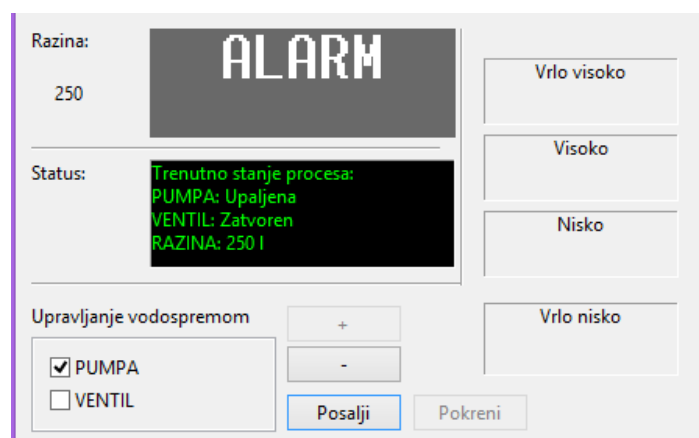 Razina:
250
ALARM
Status:
Trenutno stanje procesa:
PUMPA: Upaljena
VENTIL: Zatvoren
RAZINA: 250 l
Upravljanje vodospremom
PUMPA
VENTIL
+
-
Posalji
Pokreni
Vrlo visoko
Visoko
Nisko
Vrlo nisko